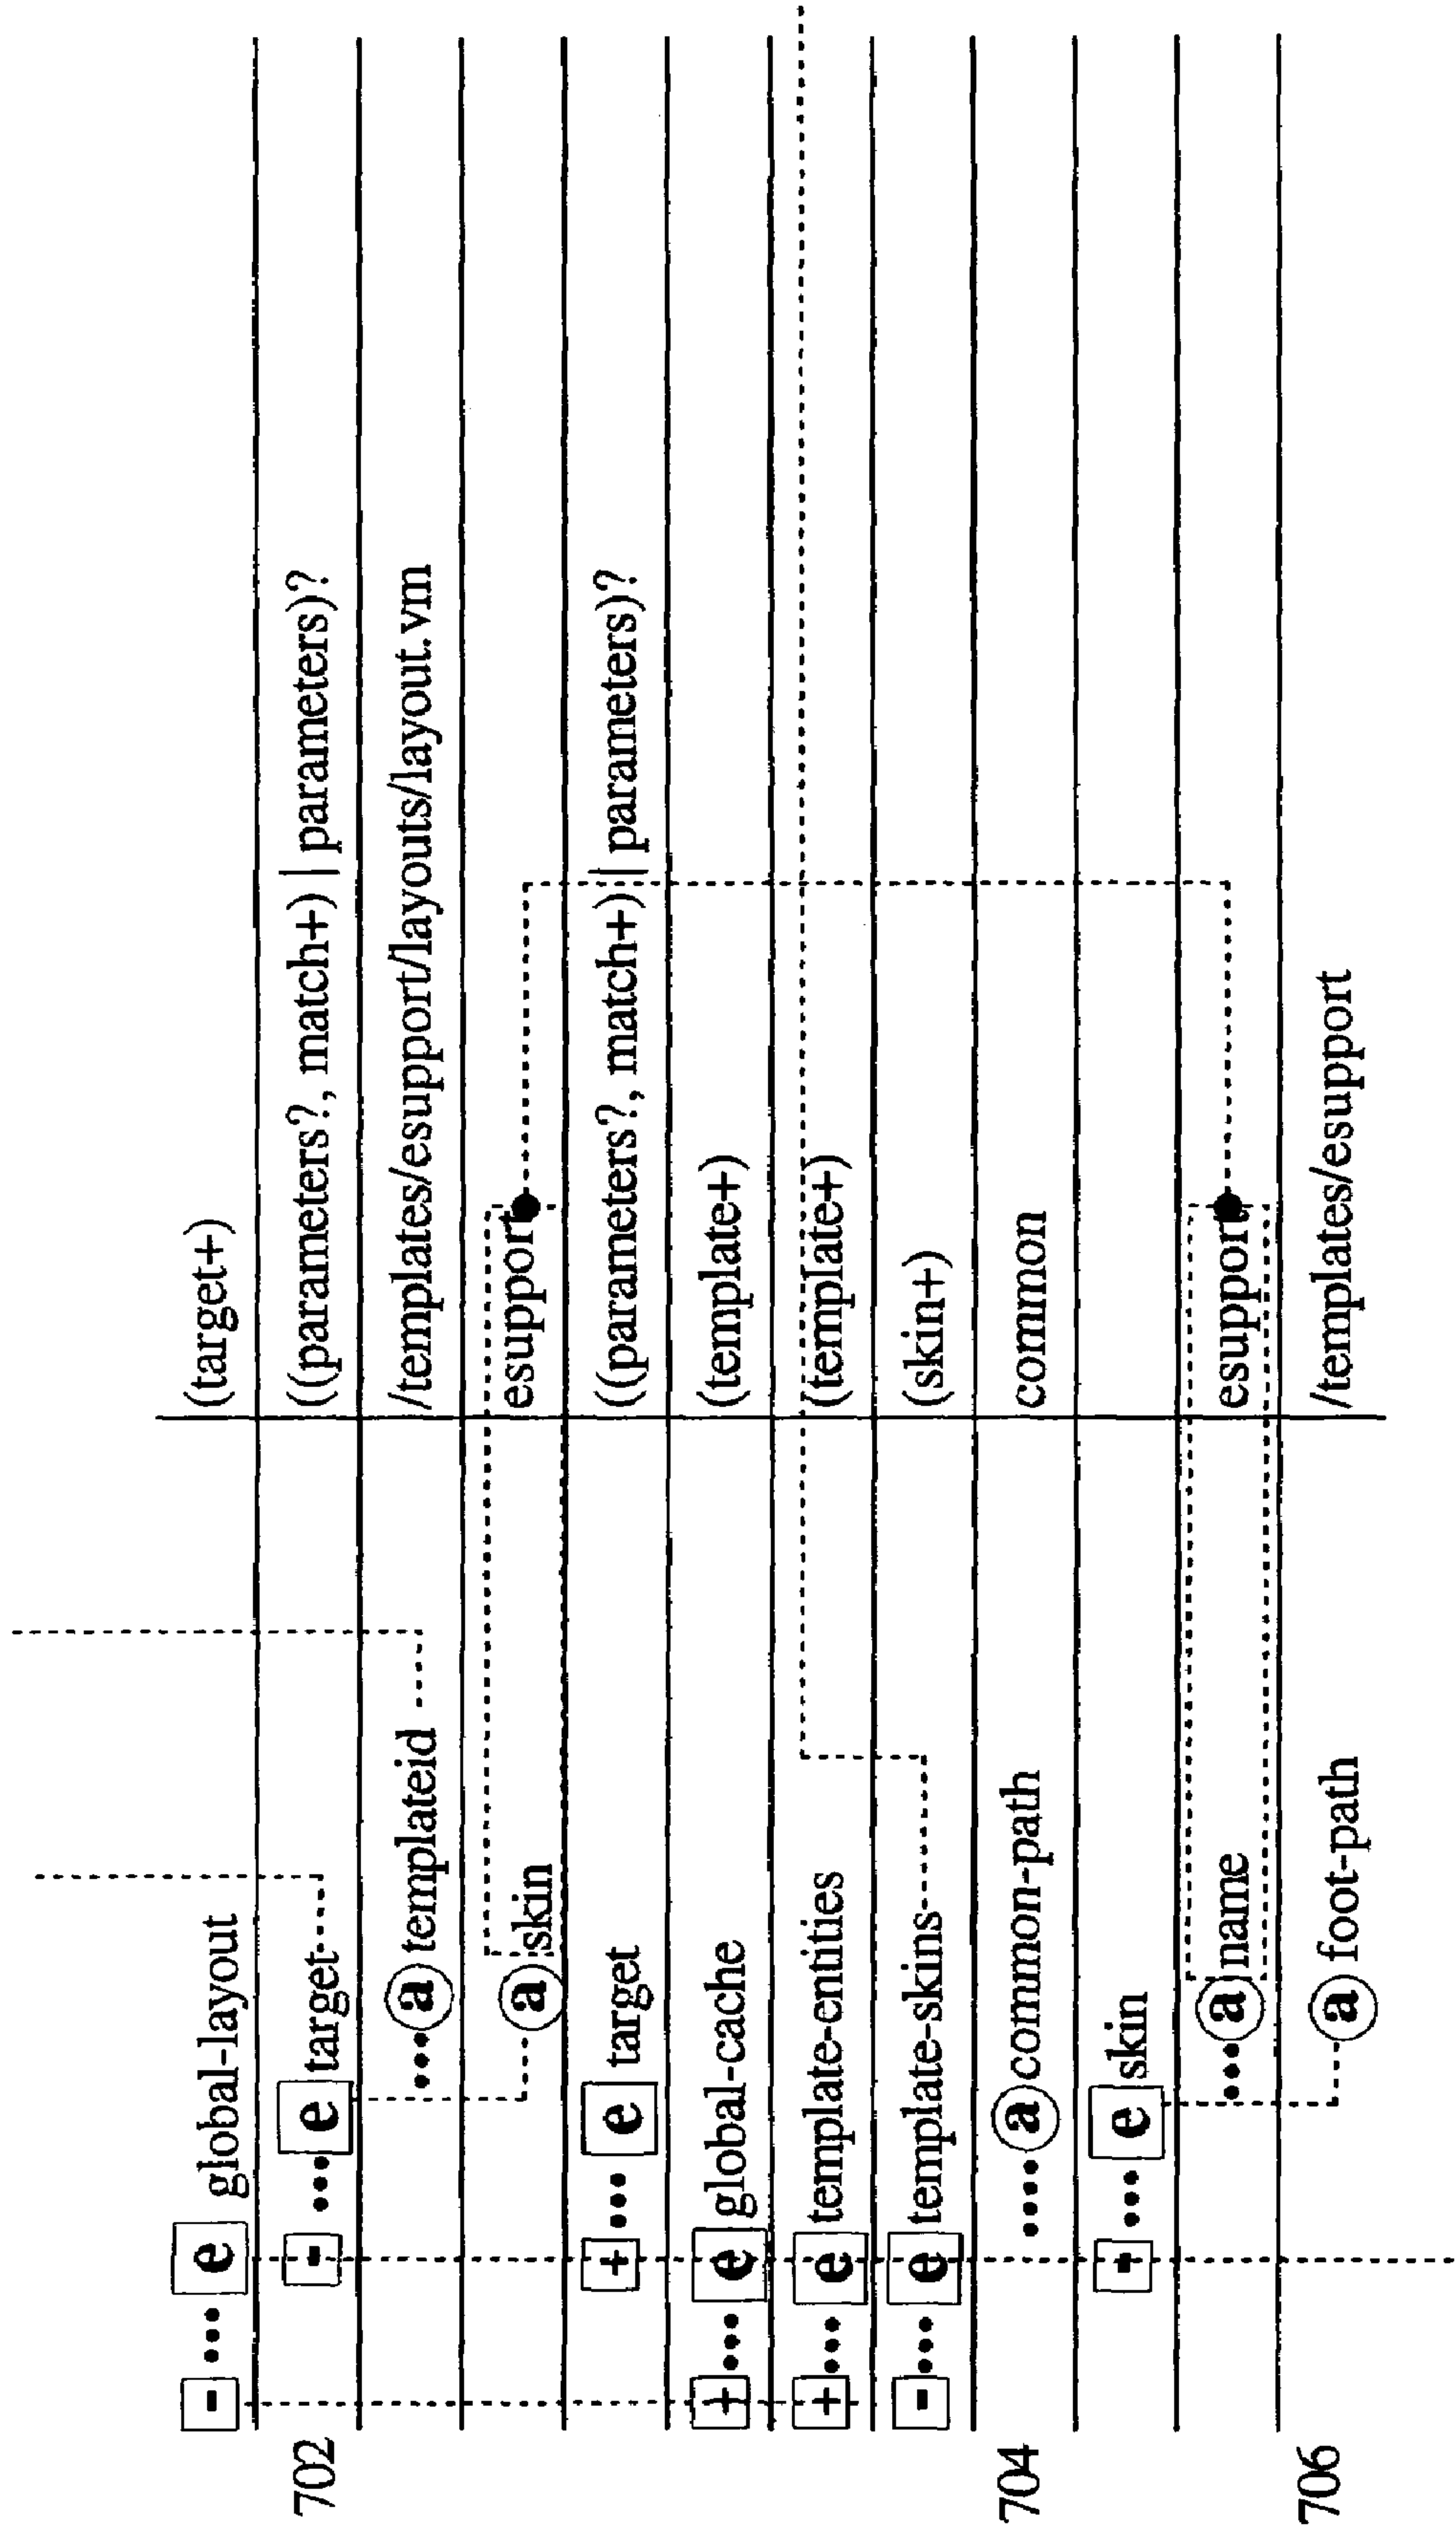 - e global-layout (target+)
702 - e target ((parameters?, match+) | parameters)?
a templateid /templates/esupport/layouts/layout.vm
a skin esupport
+ e target ((parameters?, match+) | parameters)?
+ e global-cache (template+)
+ e template-entities (template+)
- e template-skins (skin+)
704 a common-path common
- e skin
a name esupport
706 a foot-path /templates/esupport